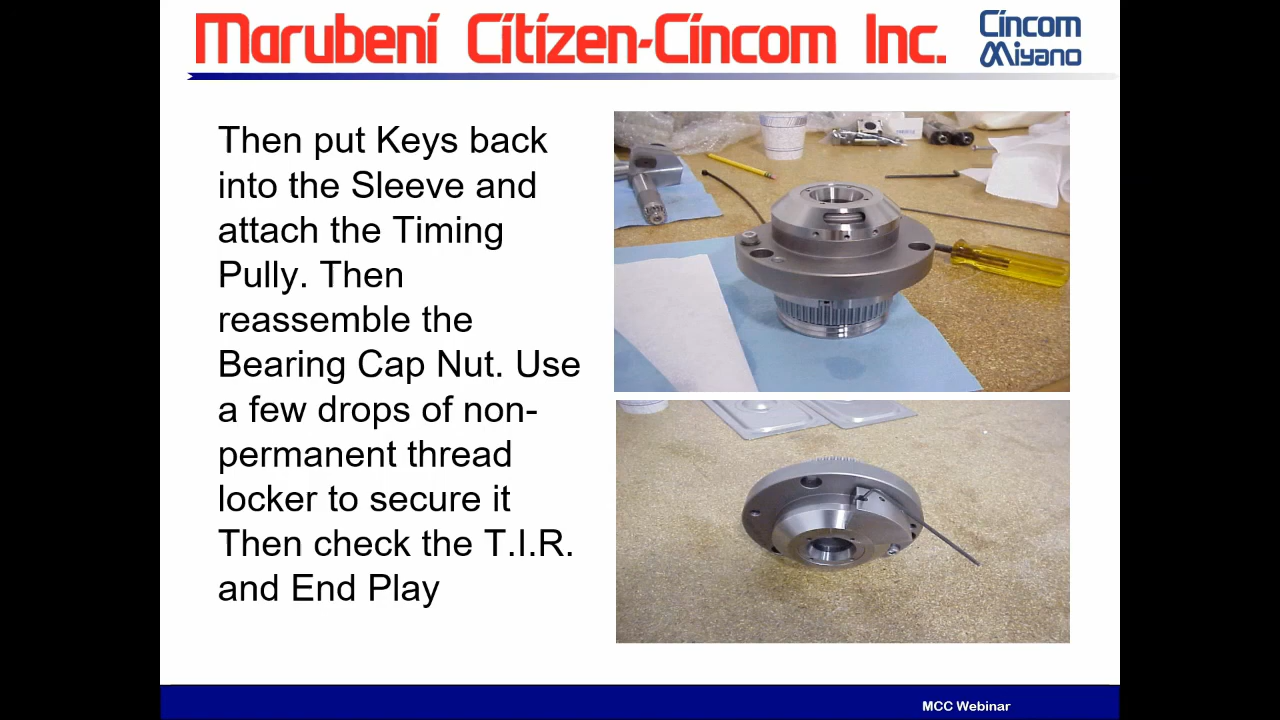 Marubeni Citizen-Cincom Inc.
Cincom
Miyano
Then put Keys back
into the Sleeve and
attach the Timing
Pully. Then
reassemble the
Bearing Cap Nut. Use
a few drops of non-
permanent thread
locker to secure it
Then check the T.I.R.
and End Play
MCC Webinar